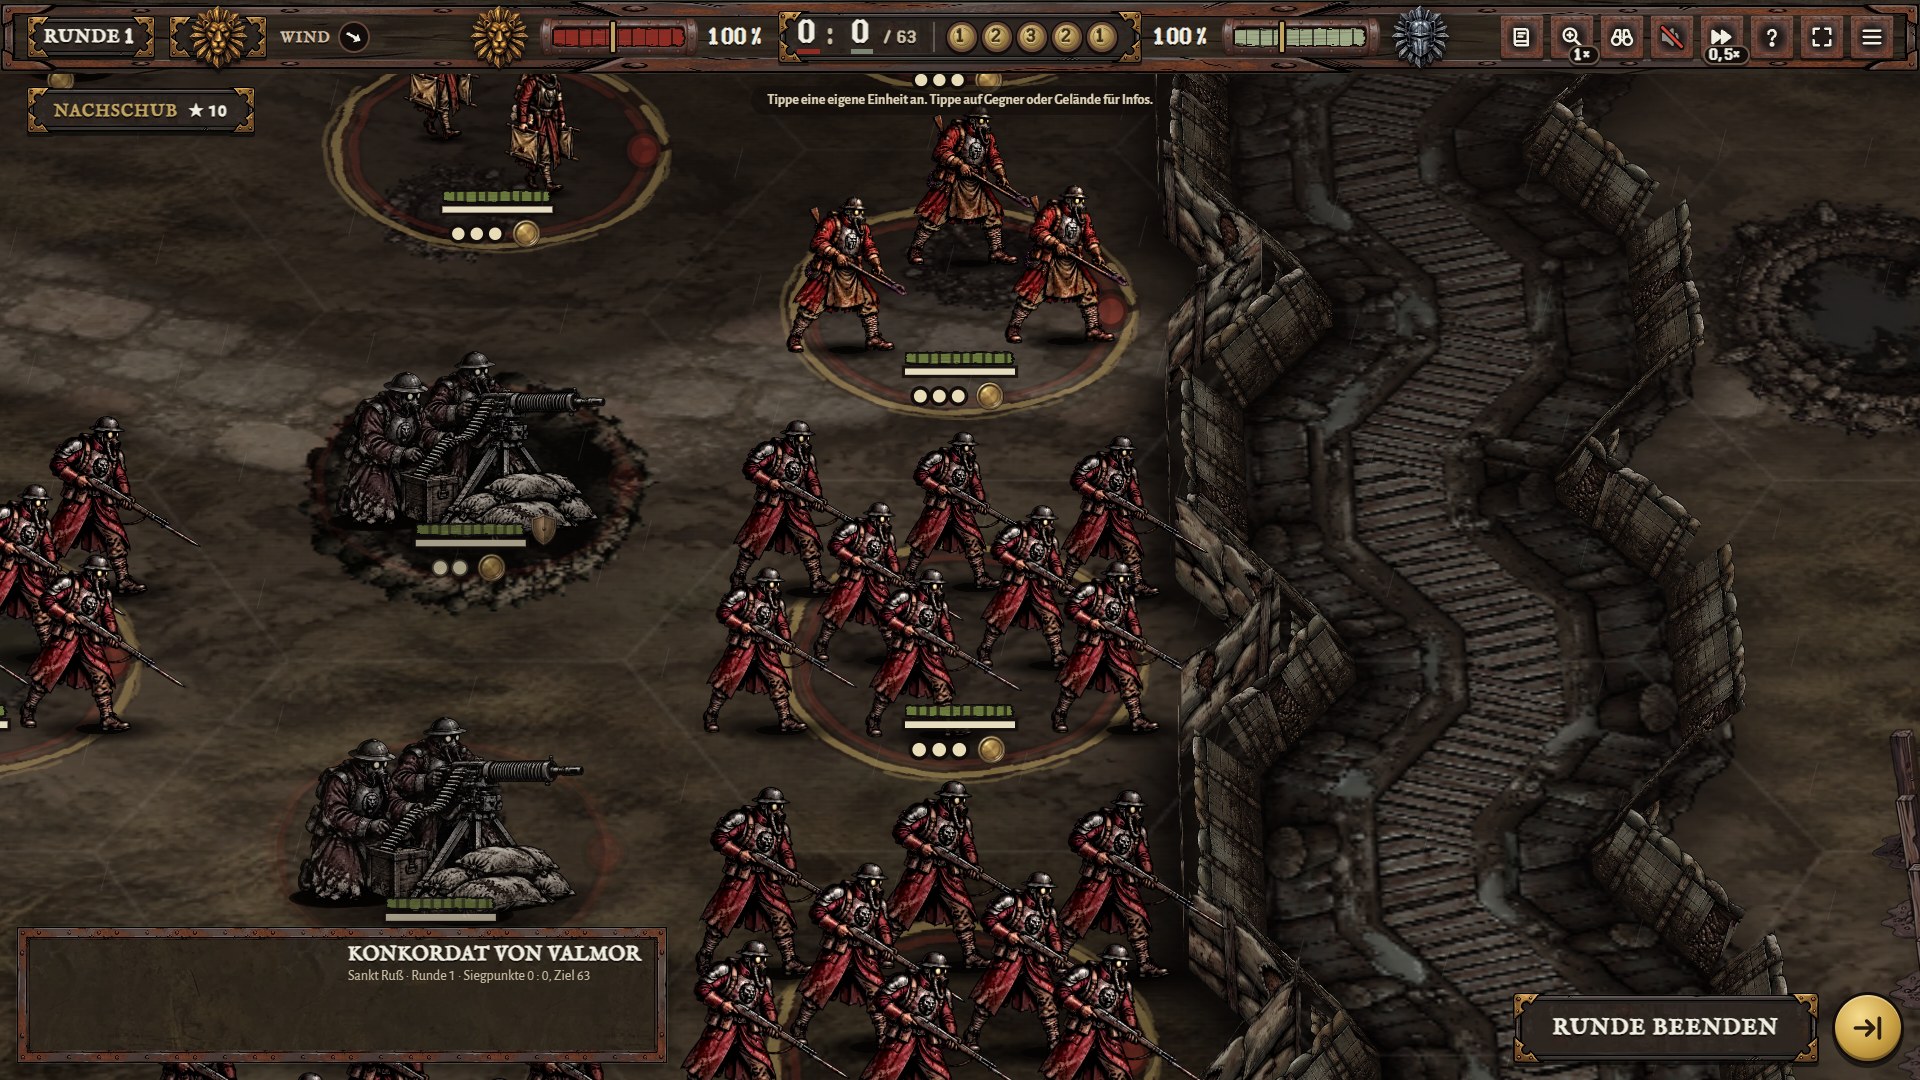 RUNDE 1
WIND
100%
0 : 0 / 63
1 2 3 2 1
100%
1×
0,5×
?
NACHSCHUB ★ 10
Tippe eine eigene Einheit an. Tippe auf Gegner oder Gelände für Infos.
KONKORDAT VON VALMOR
Sankt Ruß · Runde 1 · Siegpunkte 0 : 0, Ziel 63
RUNDE BEENDEN